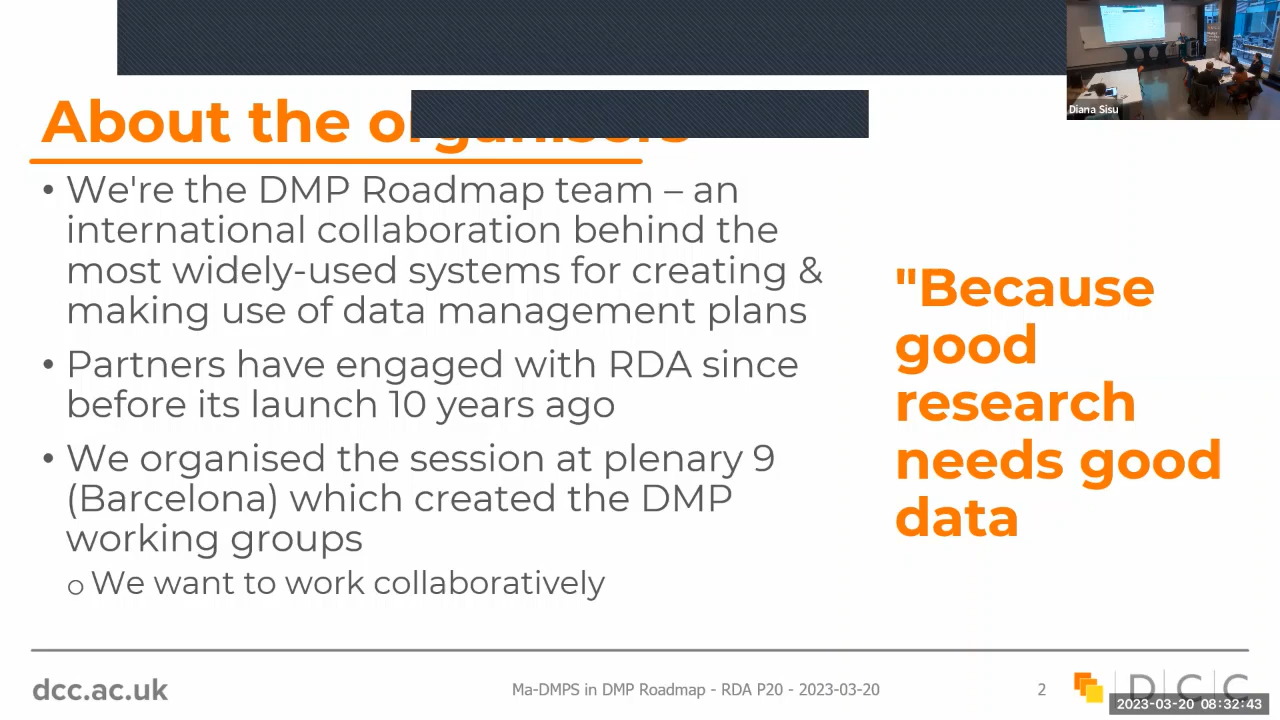 About the organisers
• We're the DMP Roadmap team – an
international collaboration behind the
most widely-used systems for creating &
making use of data management plans
• Partners have engaged with RDA since
before its launch 10 years ago
• We organised the session at plenary 9
(Barcelona) which created the DMP
working groups
o We want to work collaboratively
"Because
good
research
needs good
data
Diana Sisu
dcc.ac.uk
Ma-DMPS in DMP Roadmap - RDA P20 - 2023-03-20
2
DCC
2023-03-20 08:32:43